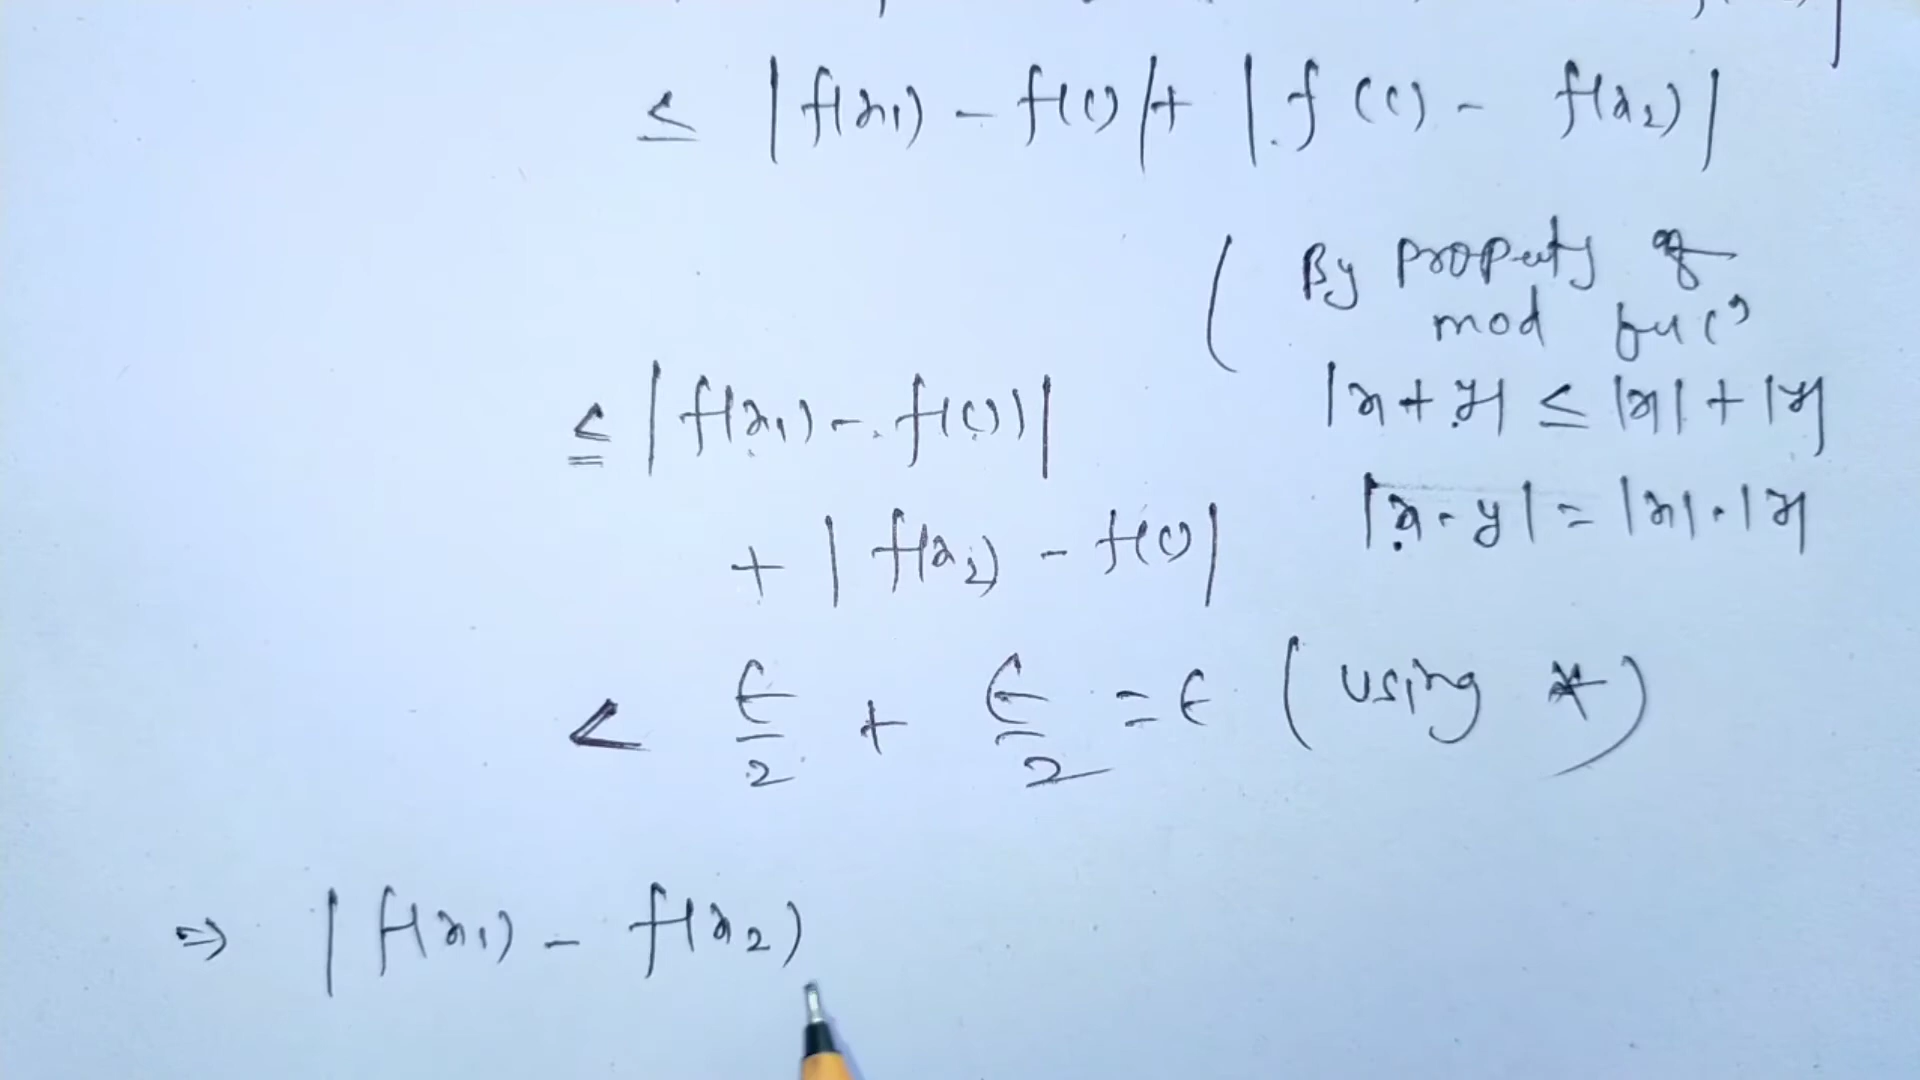 ≤ |f(x₁) - f(c)| + |f(c) - f(x₂)|
( By property of
mod func'
|x + y| ≤ |x| + |y|
≤ |f(x₁) - f(c)|
|x · y| = |x| · |y|
+ |f(x₂) - f(c)|
< ϵ/2 + ϵ/2 = ϵ (using *)
⇒ |f(x₁) - f(x₂)